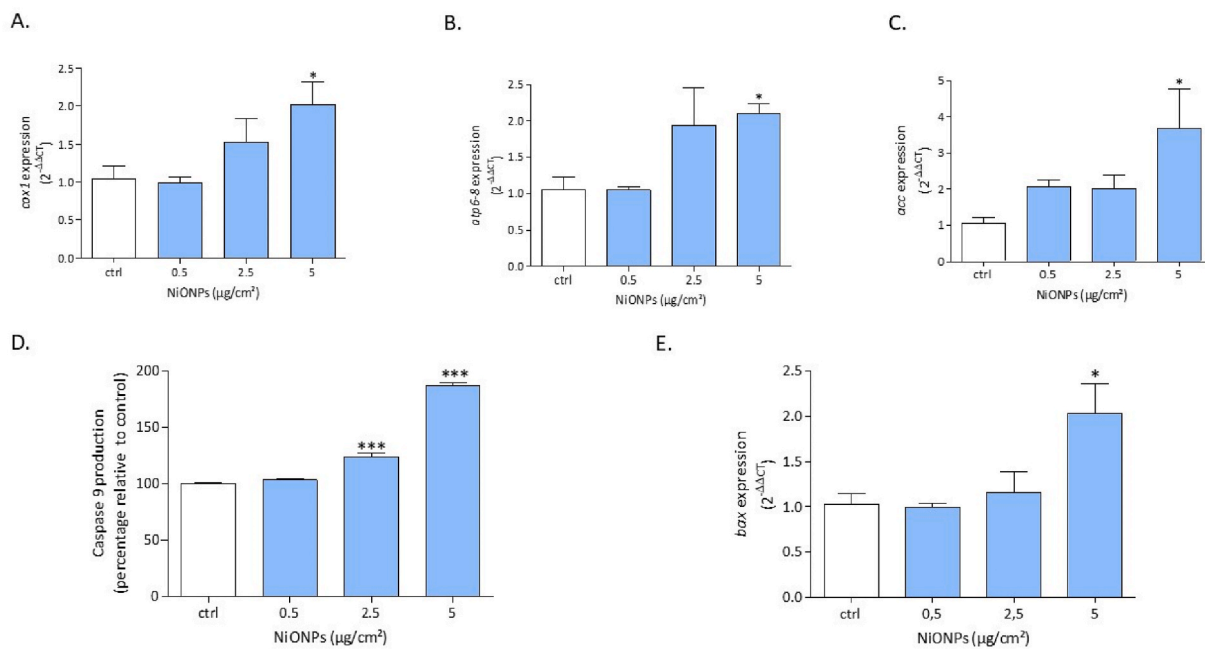 A.
cox1 expression
(2^-ΔΔCT)
2.5
2.0
1.5
1.0
0.5
0.0
*
ctrl 0.5 2.5 5
NiONPs (µg/cm²)
B.
atp6-8 expression
(2^-ΔΔCT)
2.5
2.0
1.5
1.0
0.5
0.0
*
ctrl 0.5 2.5 5
NiONPs (µg/cm²)
C.
acc expression
(2^-ΔΔCT)
5
4
3
2
1
0
*
ctrl 0.5 2.5 5
NiONPs (µg/cm²)
D.
Caspase 9 production
(percentage relative to control)
200
150
100
50
0
*** ***
ctrl 0.5 2.5 5
NiONPs (µg/cm²)
E.
bax expression
(2^-ΔΔCT)
2.5
2.0
1.5
1.0
0.5
0.0
*
ctrl 0,5 2,5 5
NiONPs (µg/cm²)